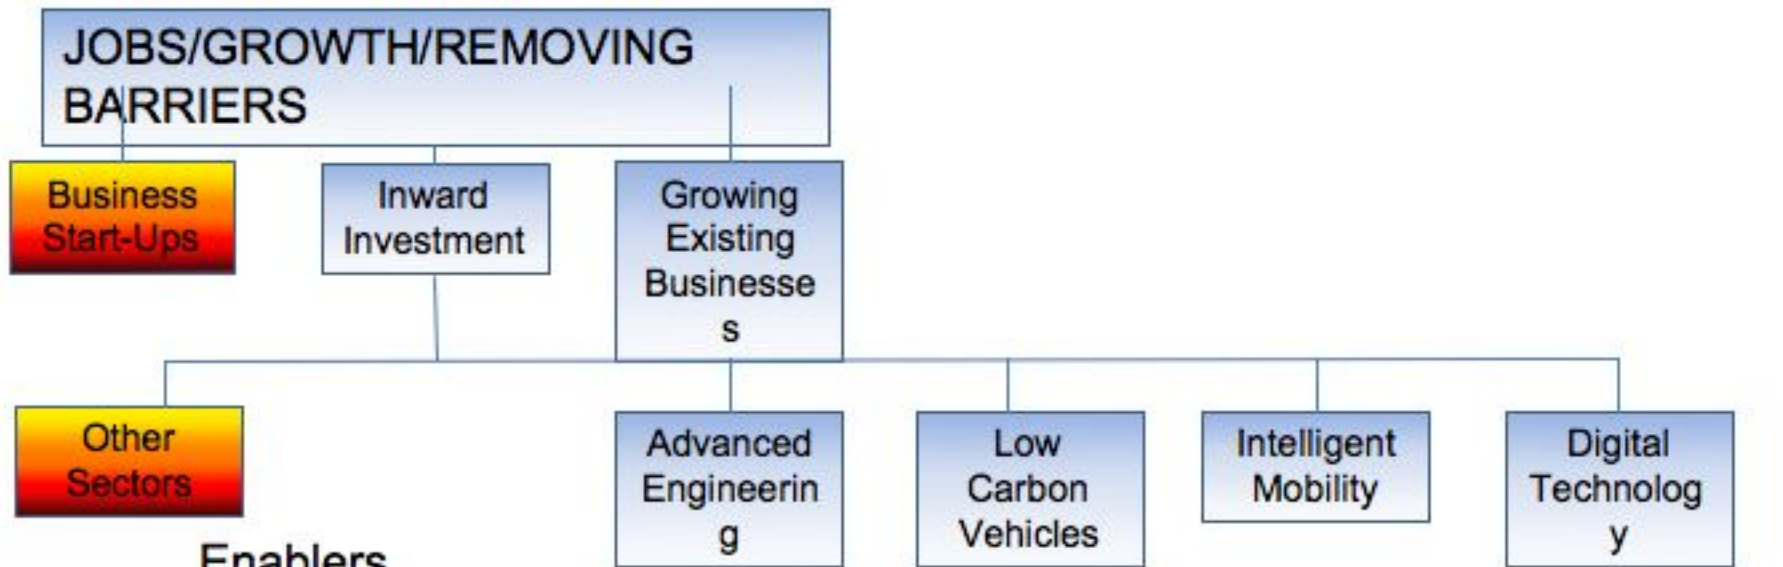 JOBS/GROWTH/REMOVING
BARRIERS
Business
Start-Ups
Inward
Investment
Growing
Existing
Businesse
s
Other
Sectors
Advanced
Engineerin
g
Low
Carbon
Vehicles
Intelligent
Mobility
Digital
Technolog
y
Enablers